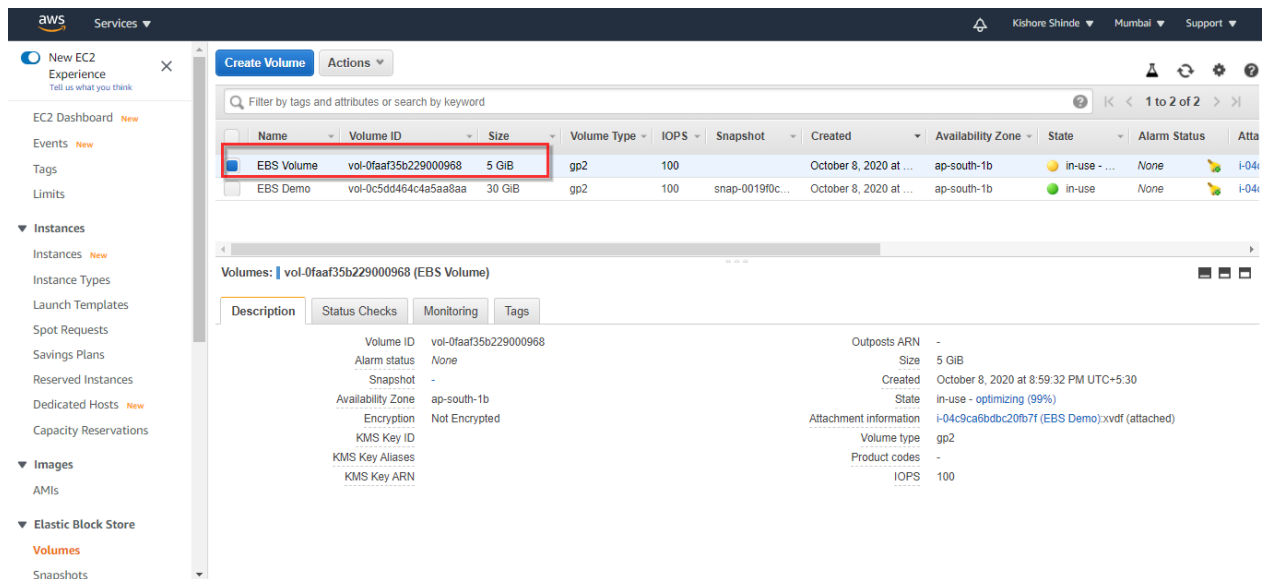 aws Services Kishore Shinde Mumbai Support
New EC2
Experience
Tell us what you think
EC2 Dashboard New
Events New
Tags
Limits
Instances
Instances New
Instance Types
Launch Templates
Spot Requests
Savings Plans
Reserved Instances
Dedicated Hosts New
Capacity Reservations
Images
AMIs
Elastic Block Store
Volumes
Snapshots
Create Volume Actions
Filter by tags and attributes or search by keyword 1 to 2 of 2
Name Volume ID Size Volume Type IOPS Snapshot Created Availability Zone State Alarm Status Atta
EBS Volume vol-0faaf35b229000968 5 GiB gp2 100 October 8, 2020 at ... ap-south-1b in-use - ... None i-04c
EBS Demo vol-0c5dd464c4a5aa8aa 30 GiB gp2 100 snap-0019f0c... October 8, 2020 at ... ap-south-1b in-use None i-04c
Volumes: vol-0faaf35b229000968 (EBS Volume)
Description Status Checks Monitoring Tags
Volume ID vol-0faaf35b229000968 Outposts ARN -
Alarm status None Size 5 GiB
Snapshot - Created October 8, 2020 at 8:59:32 PM UTC+5:30
Availability Zone ap-south-1b State in-use - optimizing (99%)
Encryption Not Encrypted Attachment information i-04c9ca6bdbc20fb7f (EBS Demo):xvdf (attached)
KMS Key ID Volume type gp2
KMS Key Aliases Product codes -
KMS Key ARN IOPS 100